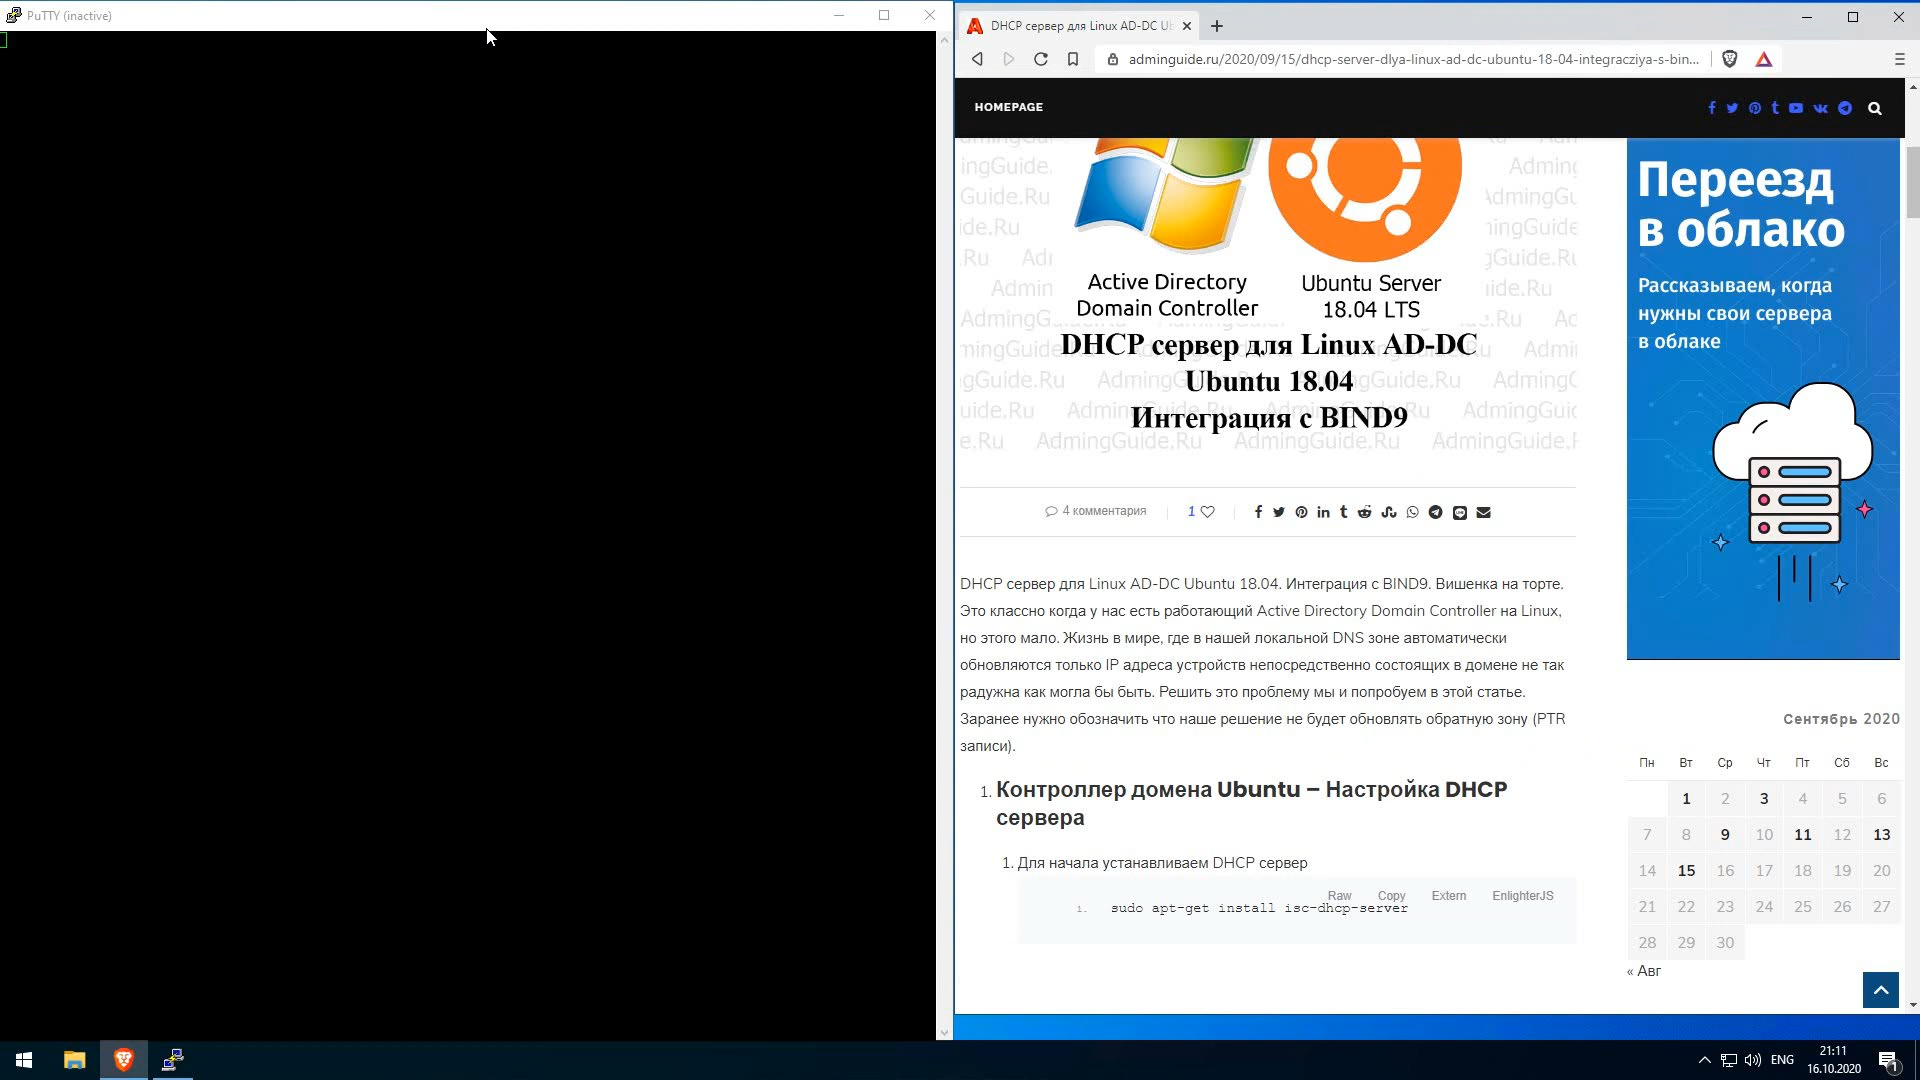 PuTTY (inactive)
DHCP сервер для Linux AD-DC Ub
adminguide.ru/2020/09/15/dhcp-server-dlya-linux-ad-dc-ubuntu-18-04-integracziya-s-bin...
HOMEPAGE
Active Directory
Domain Controller
Ubuntu Server
18.04 LTS
DHCP сервер для Linux AD-DC
Ubuntu 18.04
Интеграция с BIND9
AdmingGuide.Ru AdmingGuide.Ru
4 комментария
1
DHCP сервер для Linux AD-DC Ubuntu 18.04. Интеграция с BIND9. Вишенка на торте.
Это классно когда у нас есть работающий Active Directory Domain Controller на Linux,
но этого мало. Жизнь в мире, где в нашей локальной DNS зоне автоматически
обновляются только IP адреса устройств непосредственно состоящих в домене не так
радужна как могла бы быть. Решить это проблему мы и попробуем в этой статье.
Заранее нужно обозначить что наше решение не будет обновлять обратную зону (PTR
записи).
1. Контроллер домена Ubuntu – Настройка DHCP
сервера
1. Для начала устанавливаем DHCP сервер
Raw Copy Extern EnlighterJS
1. sudo apt-get install isc-dhcp-server
Переезд
в облако
Рассказываем, когда
нужны свои сервера
в облаке
Сентябрь 2020
Пн Вт Ср Чт Пт Сб Вс
1 2 3 4 5 6
7 8 9 10 11 12 13
14 15 16 17 18 19 20
21 22 23 24 25 26 27
28 29 30
« Авг
ENG
21:11
16.10.2020
1